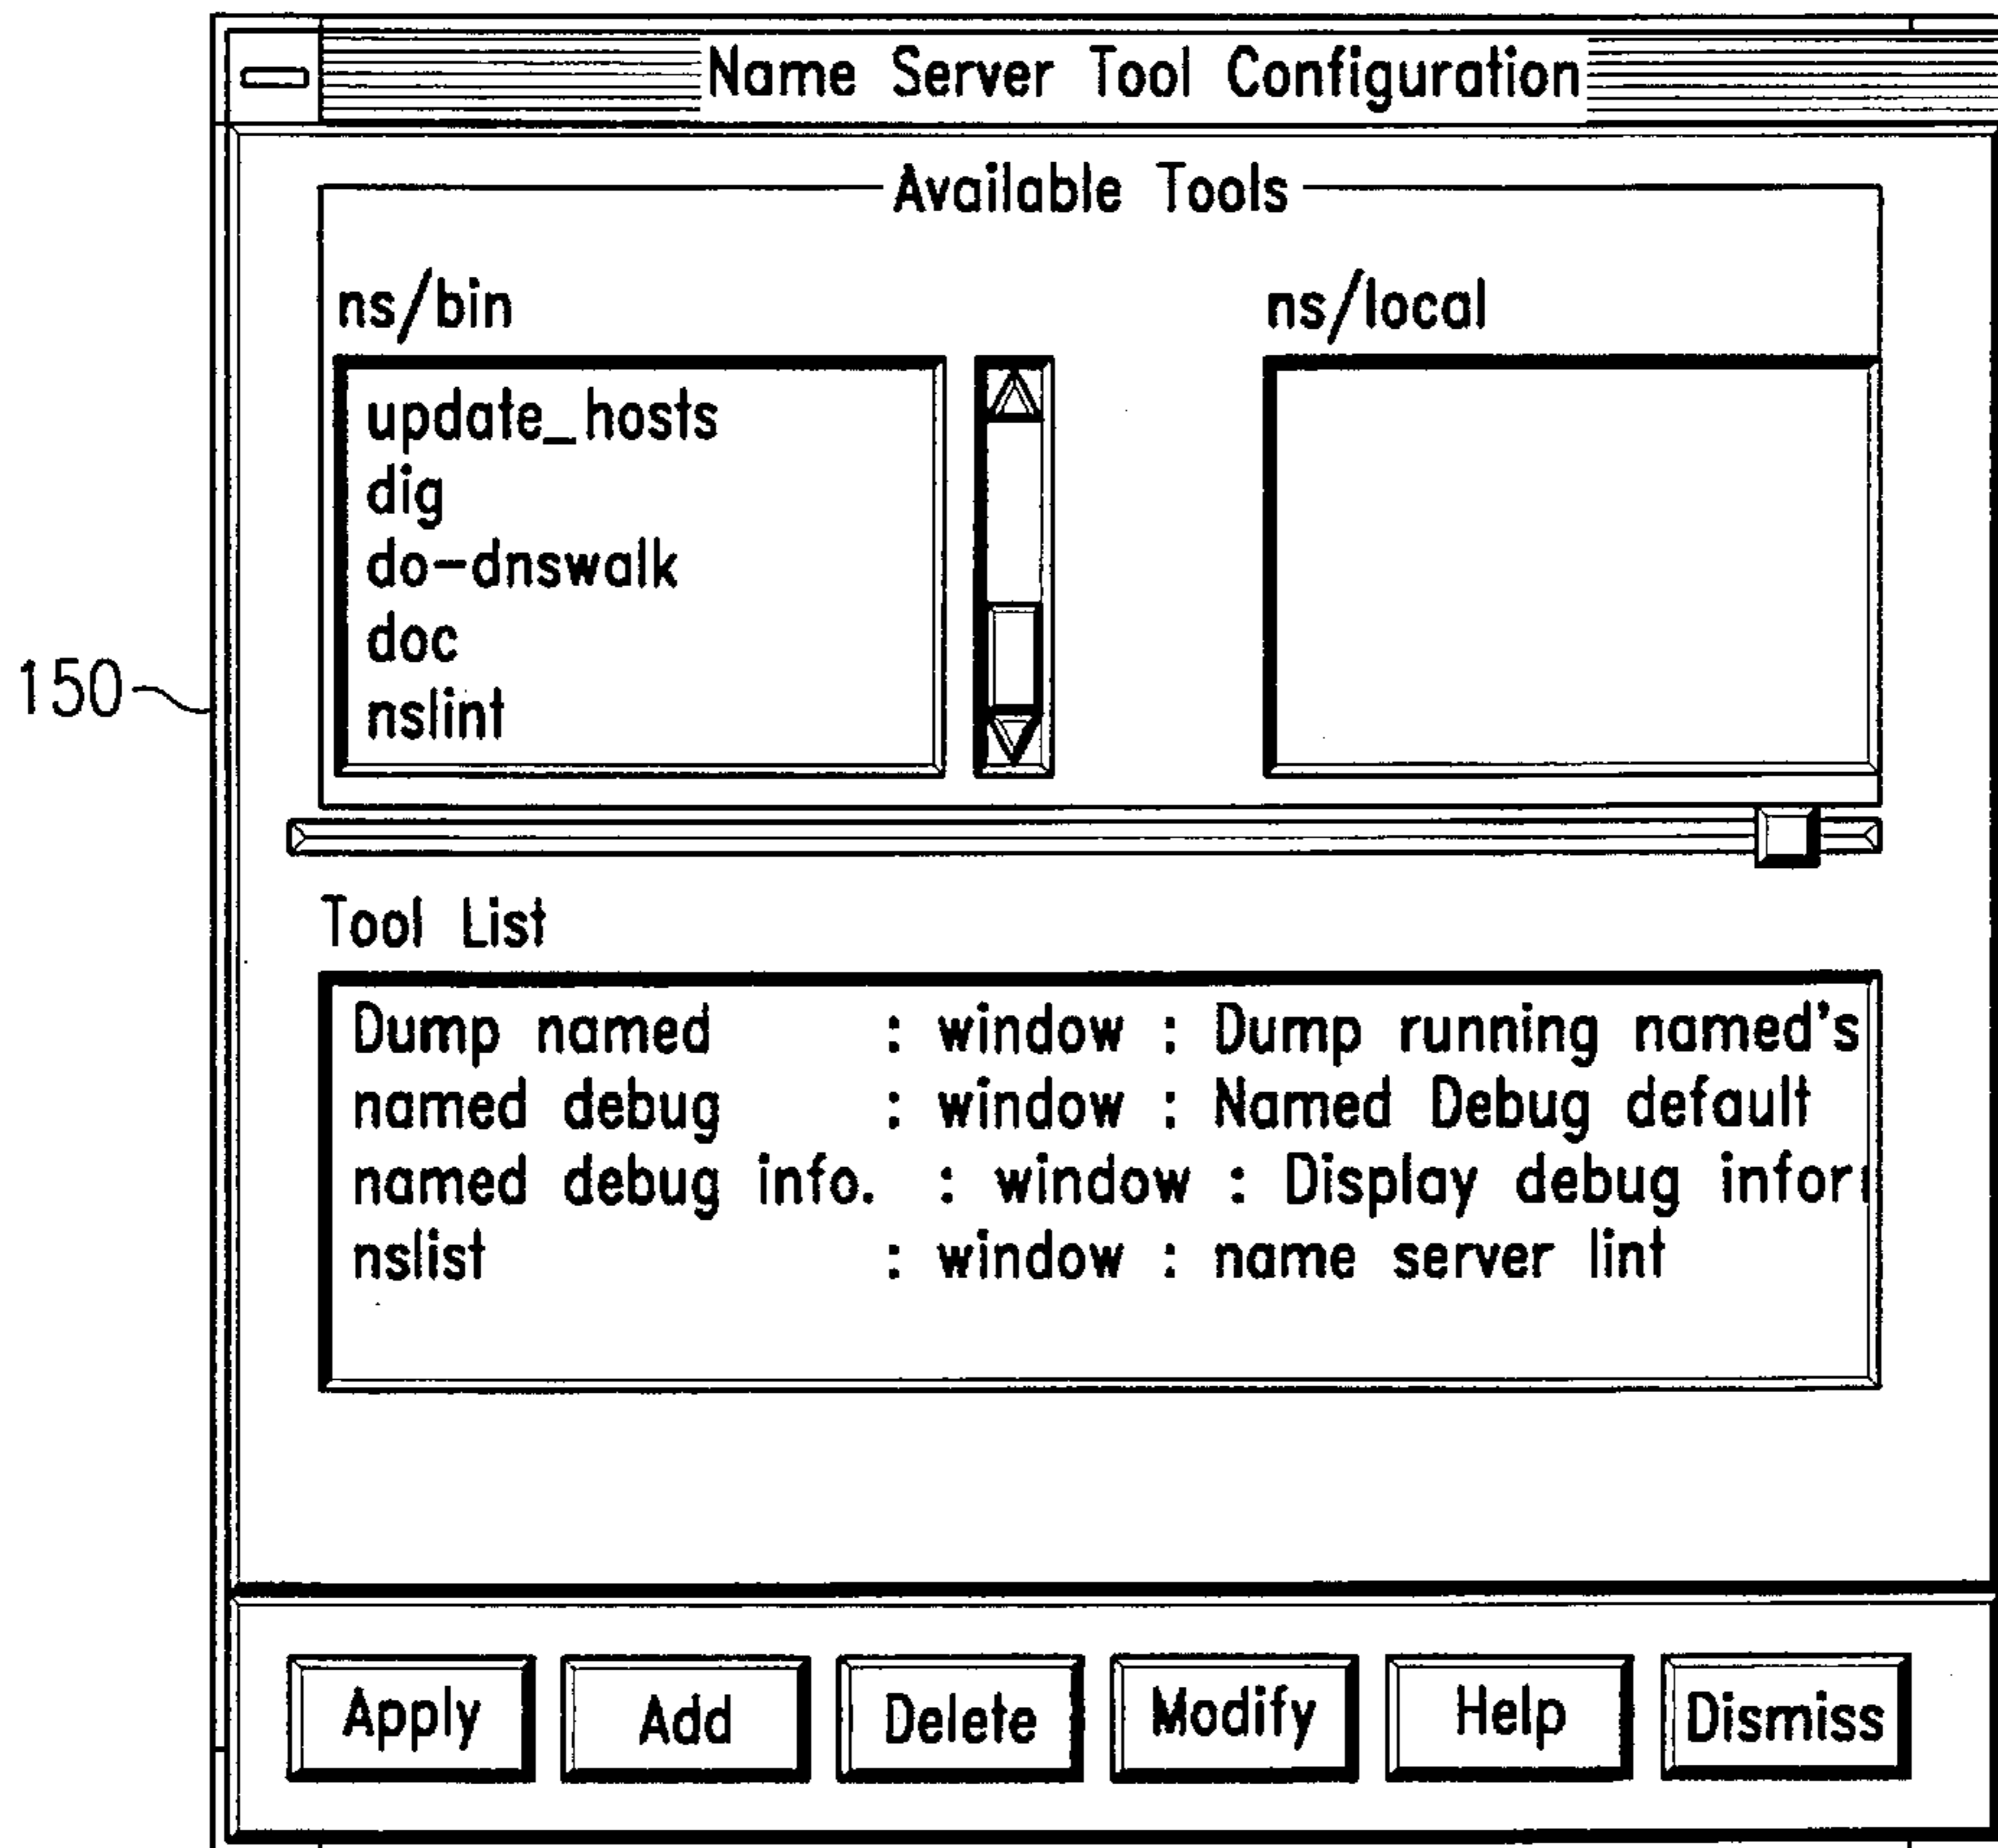 Name Server Tool Configuration
Available Tools
ns/bin
ns/local
update_hosts
dig
do-dnswalk
doc
nslint
150
Tool List
Dump named : window : Dump running named's
named debug : window : Named Debug default
named debug info. : window : Display debug infor
nslist : window : name server lint
Apply Add Delete Modify Help Dismiss